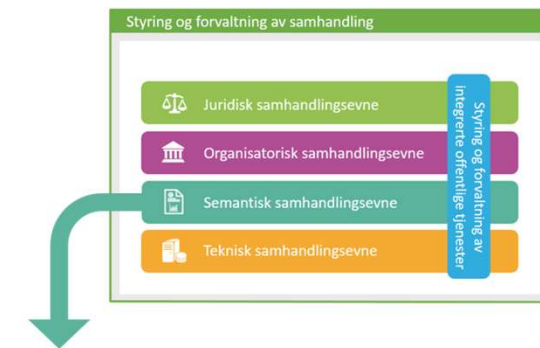 Styring og forvaltning av samhandling
Juridisk samhandlingsevne
Organisatorisk samhandlingsevne
Semantisk samhandlingsevne
Teknisk samhandlingsevne
Styring og forvaltning av
integrerte offentlige tjenester